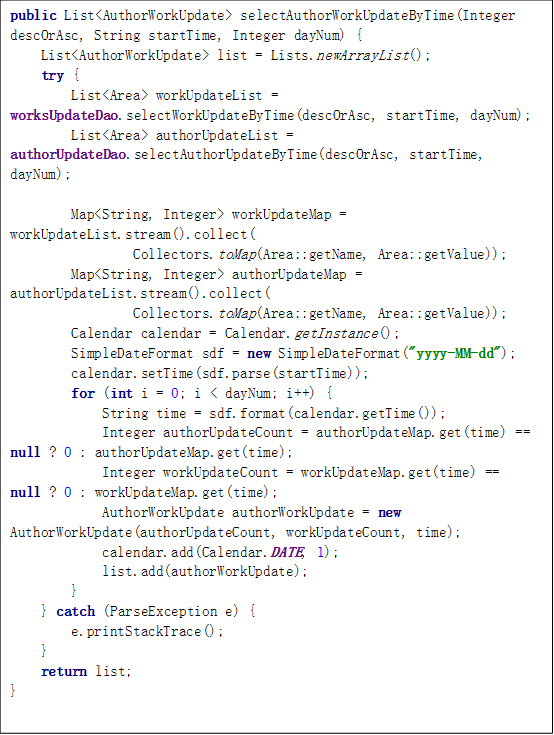 public List<AuthorWorkUpdate> selectAuthorWorkUpdateByTime(Integer
descOrAsc, String startTime, Integer dayNum) {
    List<AuthorWorkUpdate> list = Lists.newArrayList();
    try {
        List<Area> workUpdateList =
worksUpdateDao.selectWorkUpdateByTime(descOrAsc, startTime, dayNum);
        List<Area> authorUpdateList =
authorUpdateDao.selectAuthorUpdateByTime(descOrAsc, startTime,
dayNum);

        Map<String, Integer> workUpdateMap =
workUpdateList.stream().collect(
                Collectors.toMap(Area::getName, Area::getValue));
        Map<String, Integer> authorUpdateMap =
authorUpdateList.stream().collect(
                Collectors.toMap(Area::getName, Area::getValue));
        Calendar calendar = Calendar.getInstance();
        SimpleDateFormat sdf = new SimpleDateFormat("yyyy-MM-dd");
        calendar.setTime(sdf.parse(startTime));
        for (int i = 0; i < dayNum; i++) {
            String time = sdf.format(calendar.getTime());
            Integer authorUpdateCount = authorUpdateMap.get(time) ==
null ? 0 : authorUpdateMap.get(time);
            Integer workUpdateCount = workUpdateMap.get(time) ==
null ? 0 : workUpdateMap.get(time);
            AuthorWorkUpdate authorWorkUpdate = new
AuthorWorkUpdate(authorUpdateCount, workUpdateCount, time);
            calendar.add(Calendar.DATE, 1);
            list.add(authorWorkUpdate);
        }
    } catch (ParseException e) {
        e.printStackTrace();
    }
    return list;
}